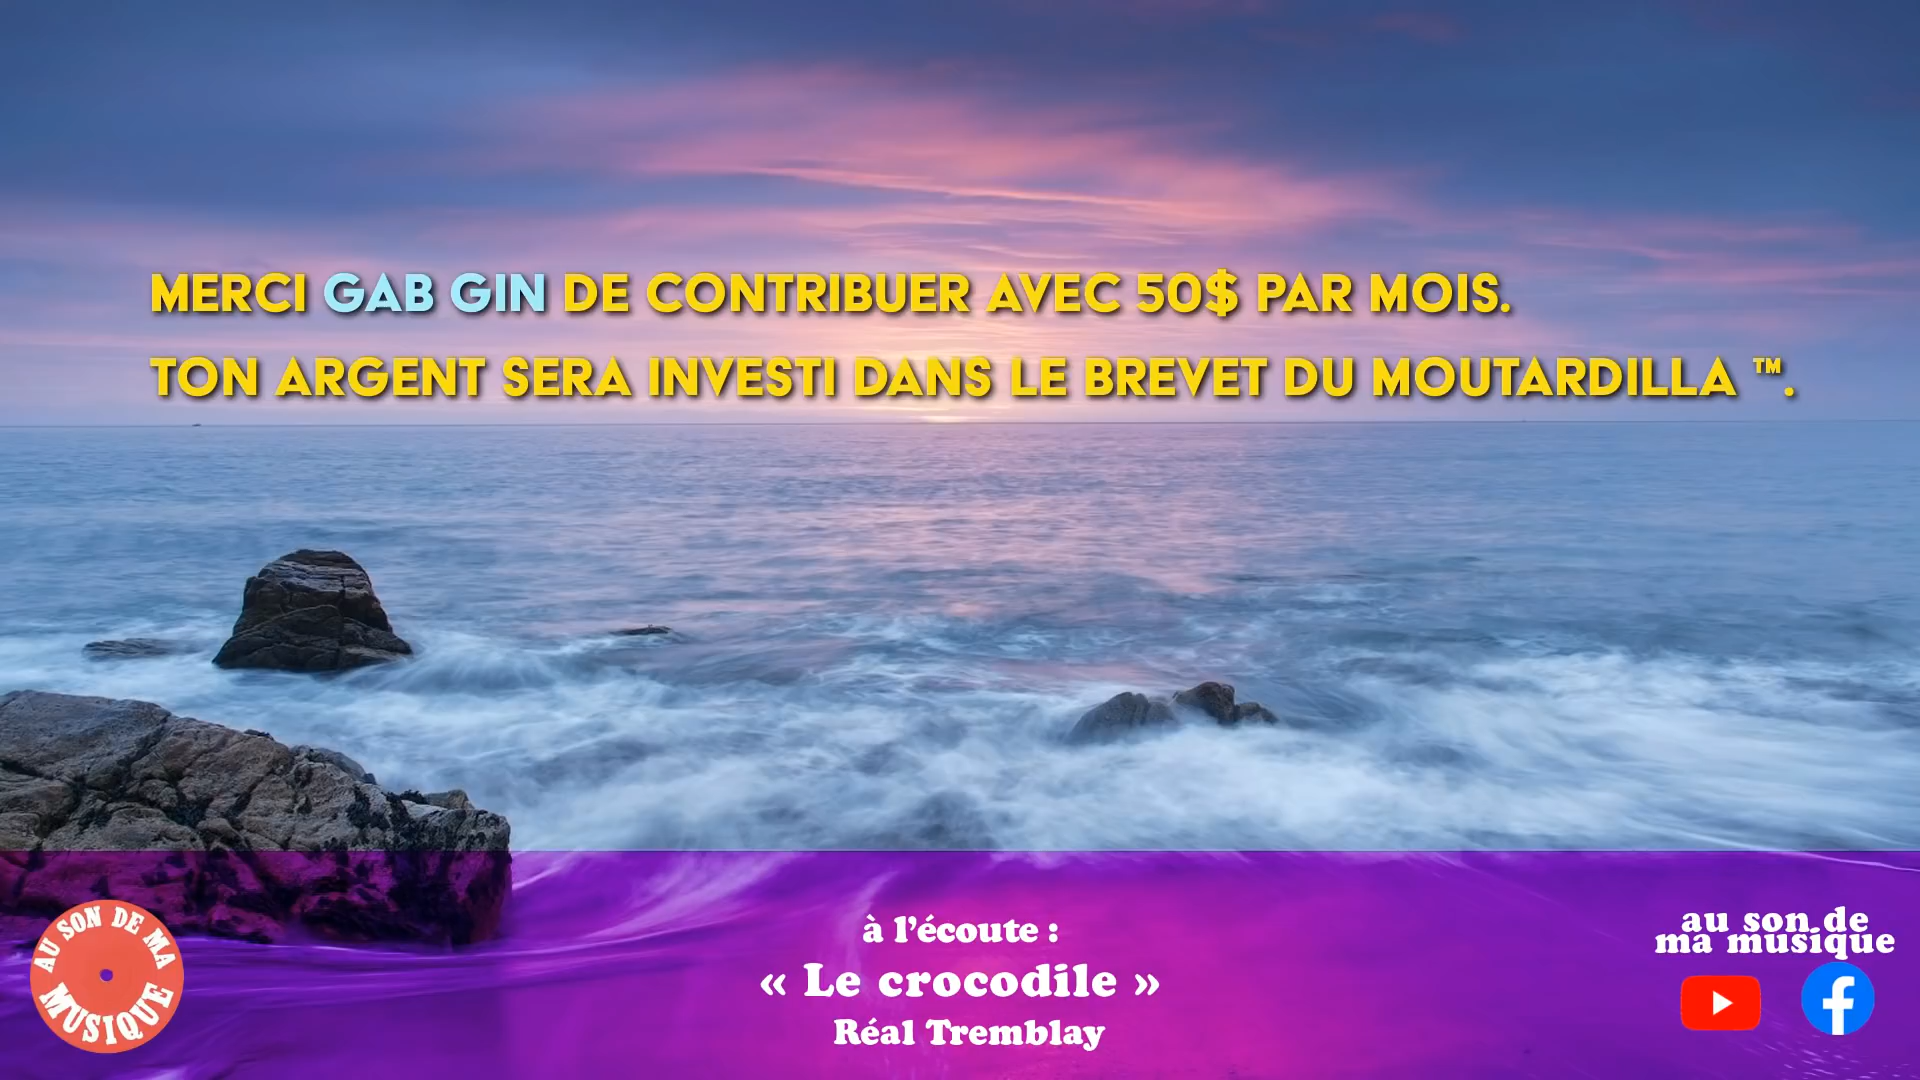 MERCI GAB GIN DE CONTRIBUER AVEC 50$ PAR MOIS.
TON ARGENT SERA INVESTI DANS LE BREVET DU MOUTARDILLA ™.
AU SON DE MA
MUSIQUE
à l'écoute :
« Le crocodile »
Réal Tremblay
au son de
ma musique